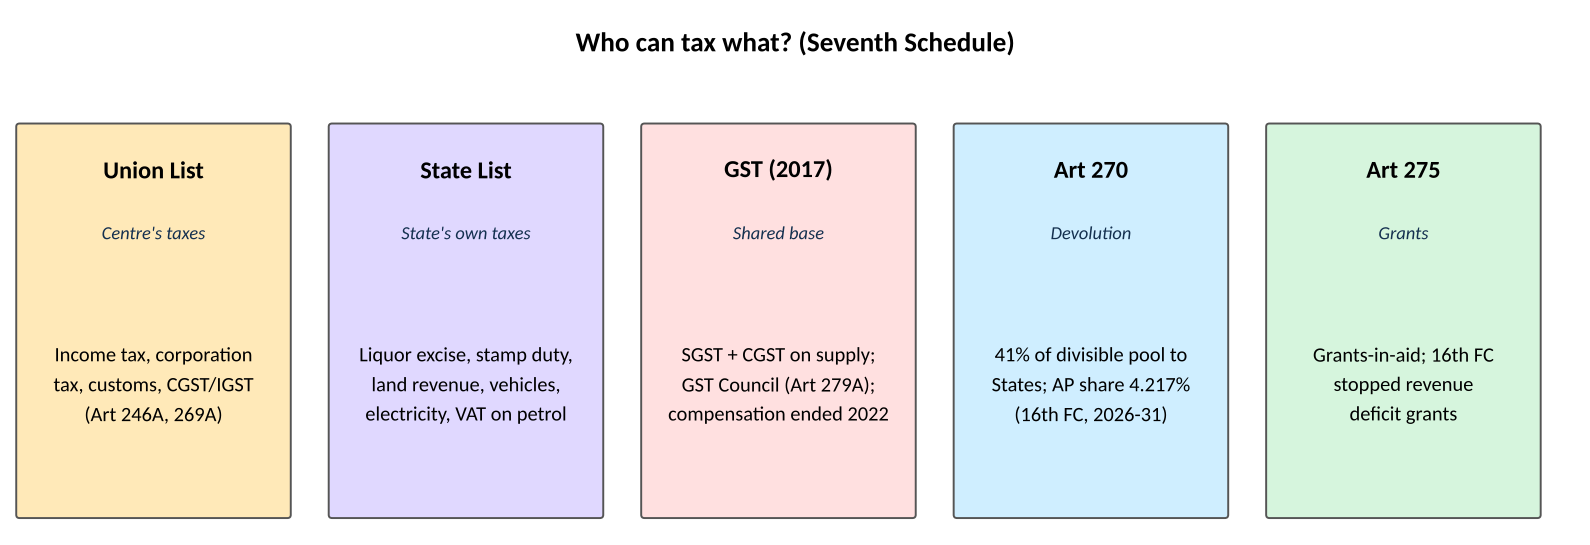 Who can tax what? (Seventh Schedule)
Union List
Centre's taxes
Income tax, corporation
tax, customs, CGST/IGST
(Art 246A, 269A)
State List
State's own taxes
Liquor excise, stamp duty,
land revenue, vehicles,
electricity, VAT on petrol
GST (2017)
Shared base
SGST + CGST on supply;
GST Council (Art 279A);
compensation ended 2022
Art 270
Devolution
41% of divisible pool to
States; AP share 4.217%
(16th FC, 2026-31)
Art 275
Grants
Grants-in-aid; 16th FC
stopped revenue
deficit grants